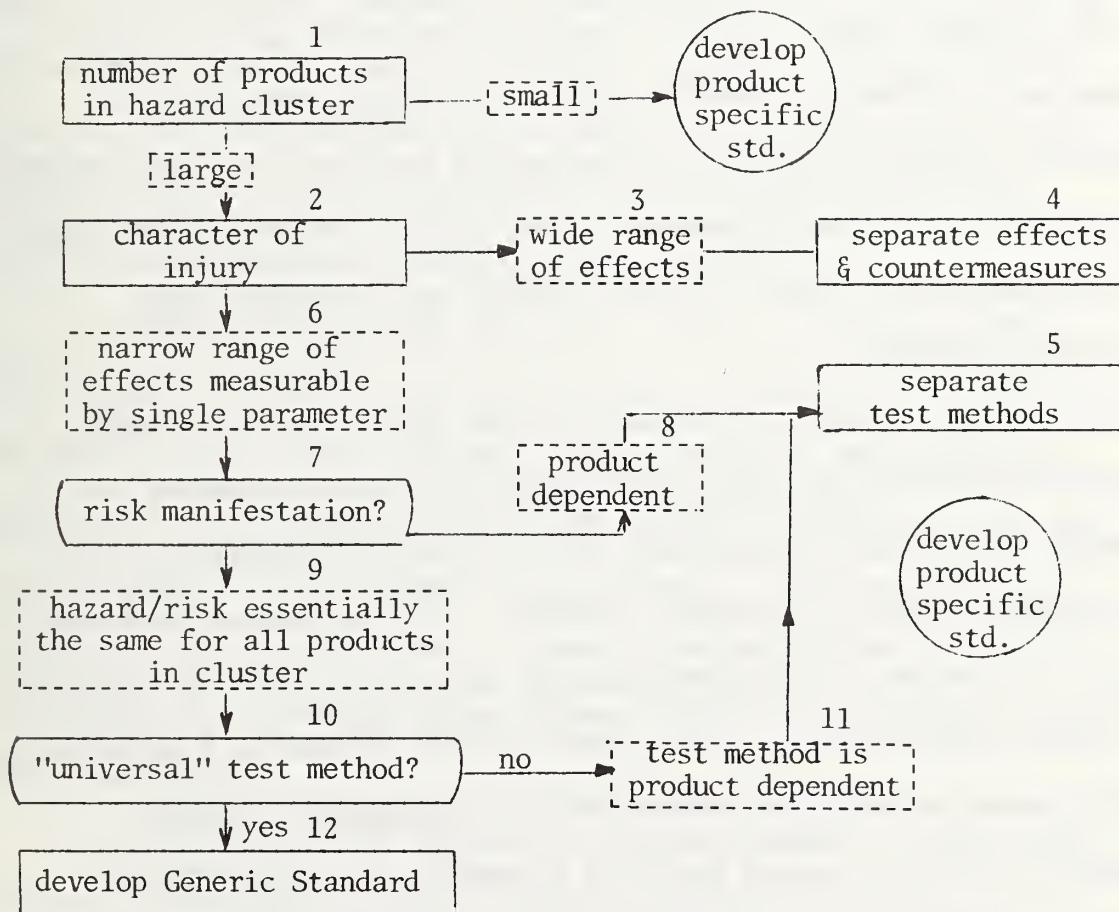 1
number of products
in hazard cluster
small
develop
product
specific
std.
large
2
character of
injury
3
wide range
of effects
4
separate effects
& countermeasures
6
narrow range of
effects measurable
by single parameter
5
separate
test methods
7
risk manifestation?
8
product
dependent
9
hazard/risk essentially
the same for all products
in cluster
develop
product
specific
std.
10
"universal" test method?
no
11
test method is
product dependent
yes 12
develop Generic Standard